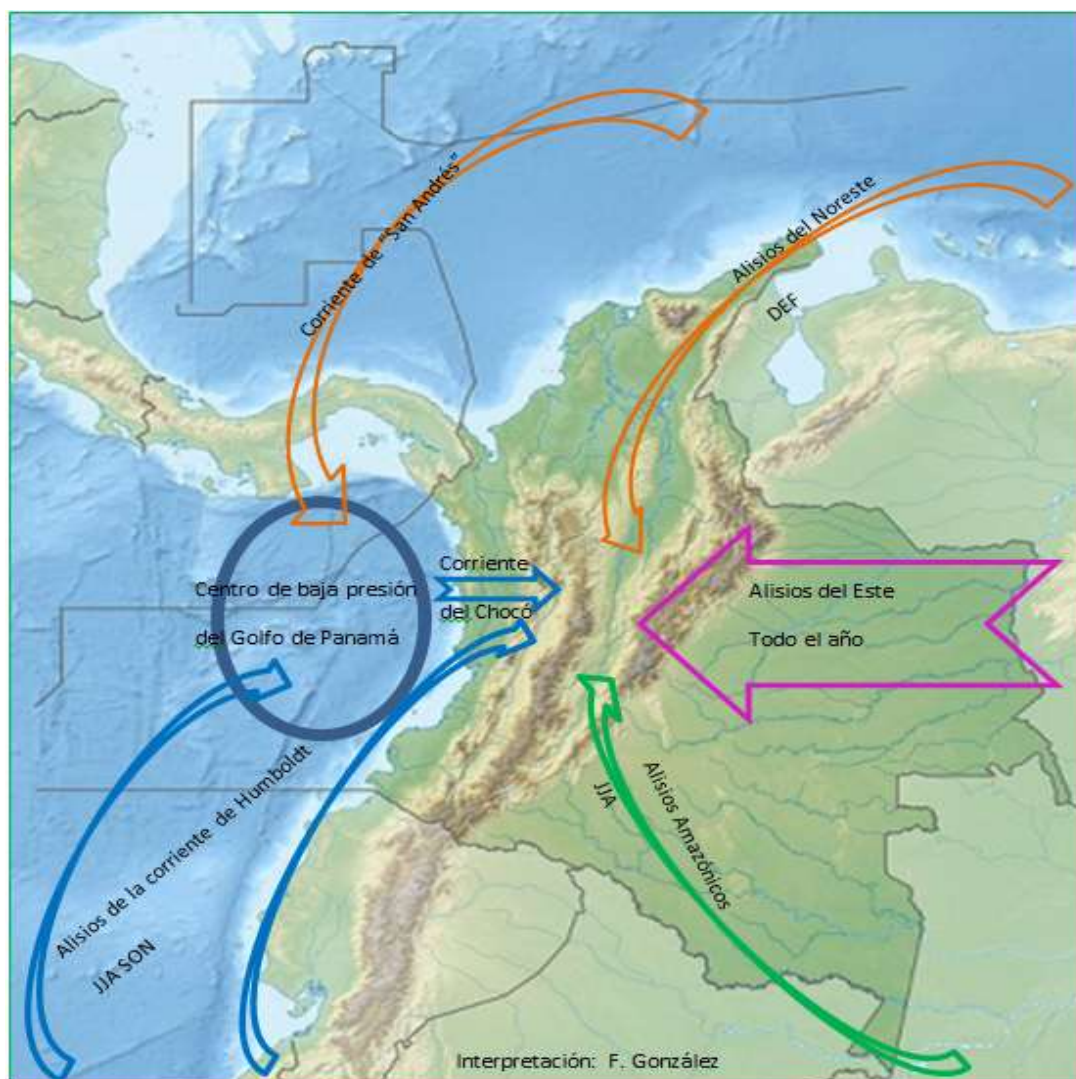 Corriente de “San Andrés”
Alisios del Noreste
DEF
Corriente
del Chocó
Centro de baja presión
del Golfo de Panamá
Alisios del Este
Todo el año
Alisios de la corriente de Humboldt
JJA SON
JJA
Alisios Amazónicos
Interpretación: F. González